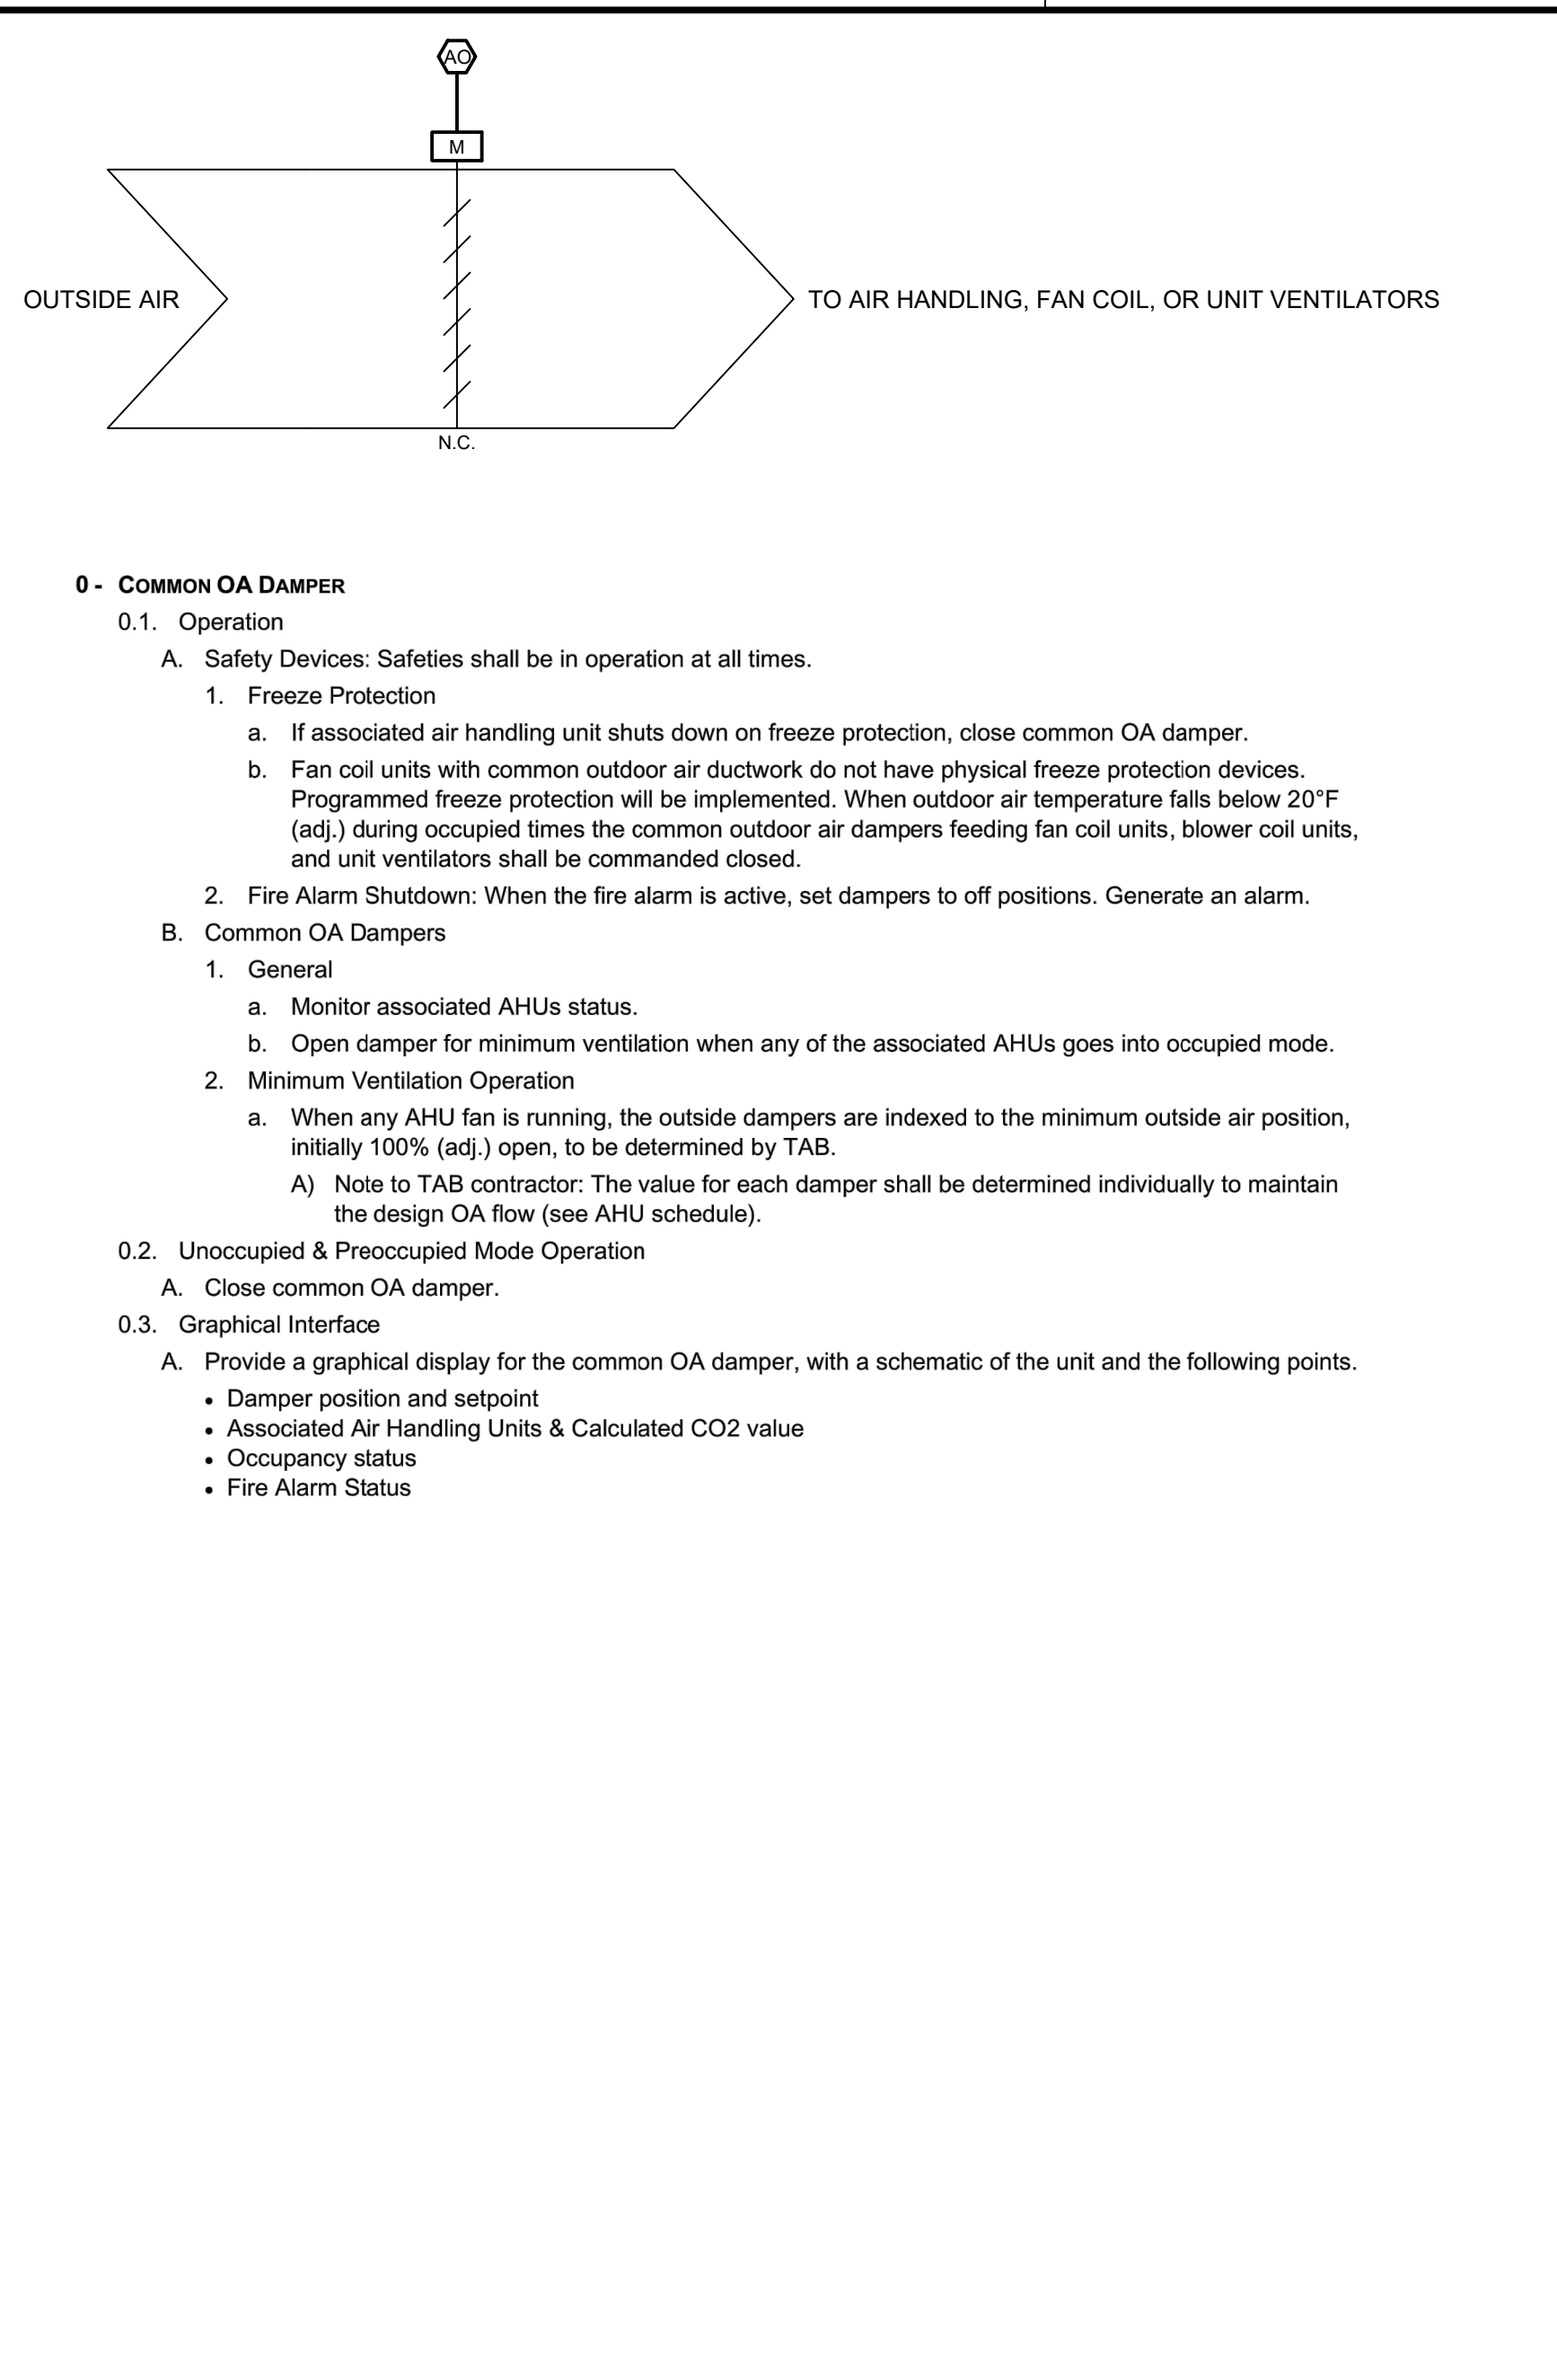 AO
M
OUTSIDE AIR
TO AIR HANDLING, FAN COIL, OR UNIT VENTILATORS
N.C.
0 - COMMON OA DAMPER
0.1. Operation
A. Safety Devices: Safeties shall be in operation at all times.
1. Freeze Protection
a. If associated air handling unit shuts down on freeze protection, close common OA damper.
b. Fan coil units with common outdoor air ductwork do not have physical freeze protection devices.
Programmed freeze protection will be implemented. When outdoor air temperature falls below 20°F
(adj.) during occupied times the common outdoor air dampers feeding fan coil units, blower coil units,
and unit ventilators shall be commanded closed.
2. Fire Alarm Shutdown: When the fire alarm is active, set dampers to off positions. Generate an alarm.
B. Common OA Dampers
1. General
a. Monitor associated AHUs status.
b. Open damper for minimum ventilation when any of the associated AHUs goes into occupied mode.
2. Minimum Ventilation Operation
a. When any AHU fan is running, the outside dampers are indexed to the minimum outside air position,
initially 100% (adj.) open, to be determined by TAB.
A) Note to TAB contractor: The value for each damper shall be determined individually to maintain
the design OA flow (see AHU schedule).
0.2. Unoccupied & Preoccupied Mode Operation
A. Close common OA damper.
0.3. Graphical Interface
A. Provide a graphical display for the common OA damper, with a schematic of the unit and the following points.
• Damper position and setpoint
• Associated Air Handling Units & Calculated CO2 value
• Occupancy status
• Fire Alarm Status